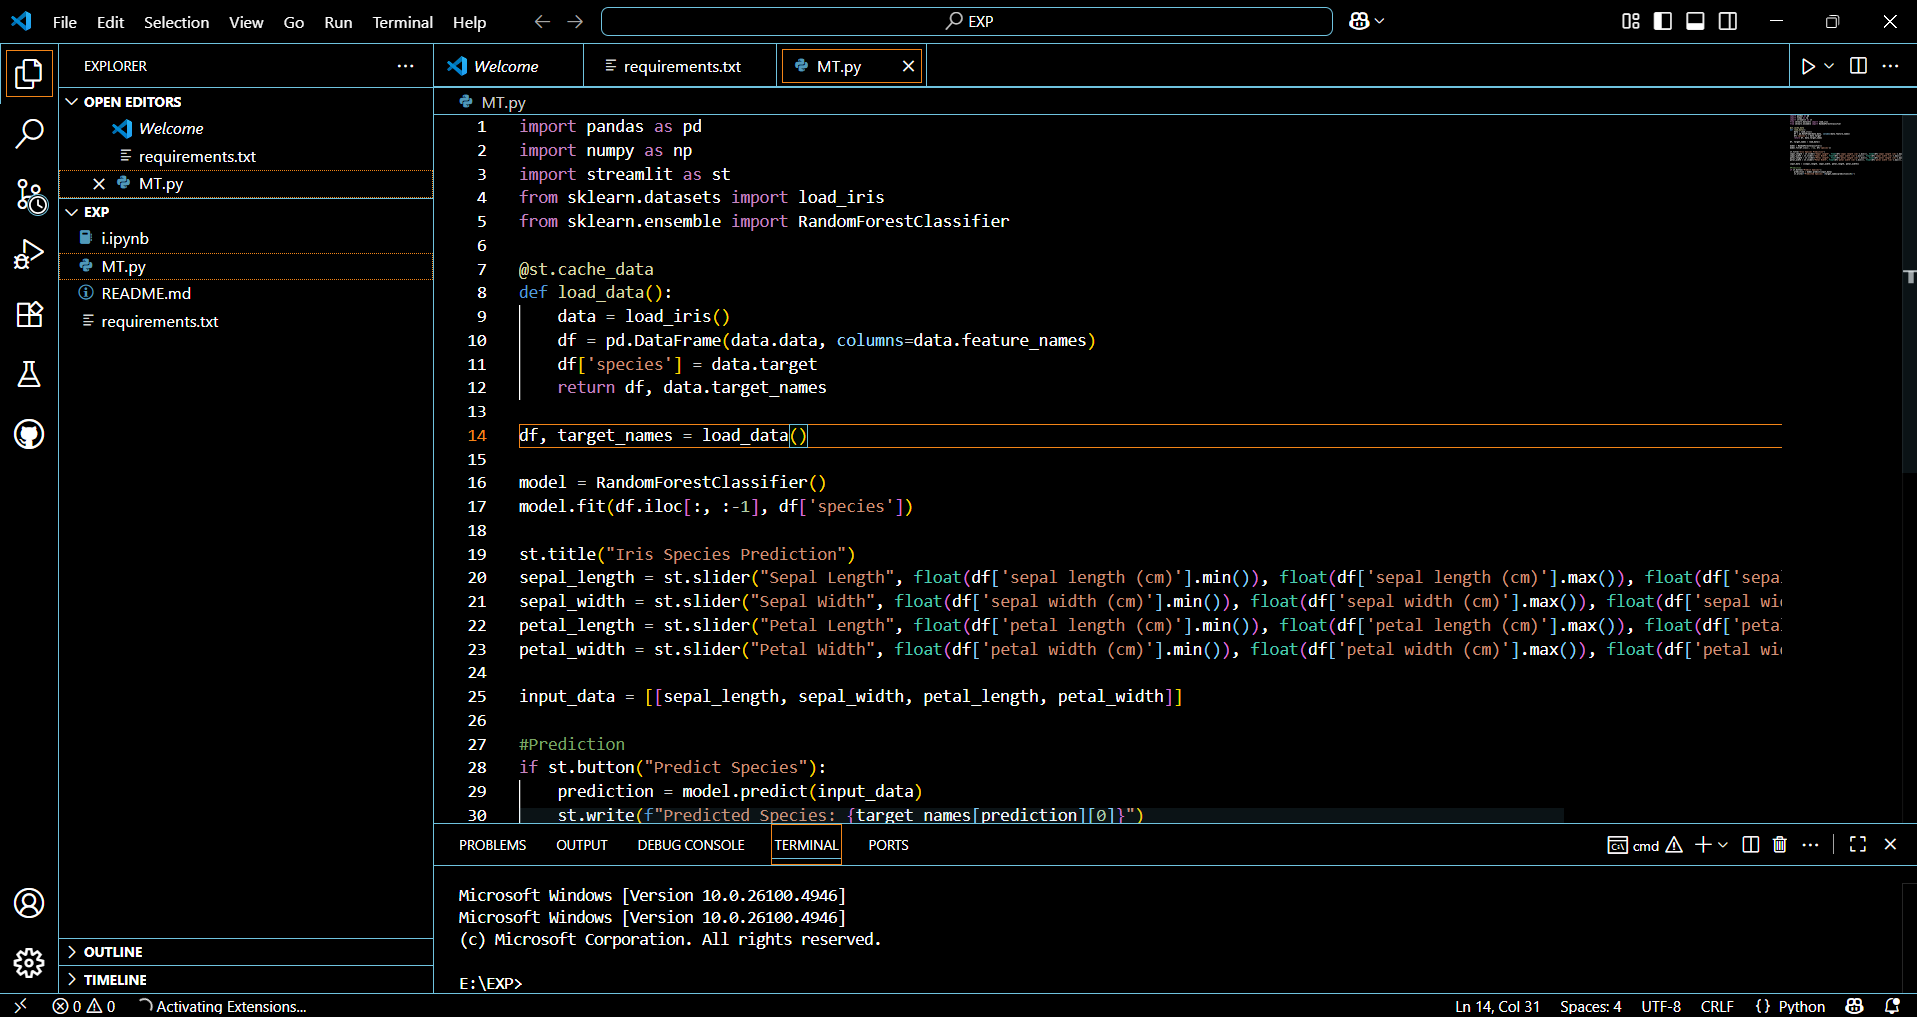 File Edit Selection View Go Run Terminal Help
EXP
EXPLORER
OPEN EDITORS
Welcome
requirements.txt
MT.py
EXP
i.ipynb
MT.py
README.md
requirements.txt
OUTLINE
TIMELINE
Welcome requirements.txt MT.py
MT.py
1 import pandas as pd
2 import numpy as np
3 import streamlit as st
4 from sklearn.datasets import load_iris
5 from sklearn.ensemble import RandomForestClassifier
6
7 @st.cache_data
8 def load_data():
9 data = load_iris()
10 df = pd.DataFrame(data.data, columns=data.feature_names)
11 df['species'] = data.target
12 return df, data.target_names
13
14 df, target_names = load_data()
15
16 model = RandomForestClassifier()
17 model.fit(df.iloc[:, :-1], df['species'])
18
19 st.title("Iris Species Prediction")
20 sepal_length = st.slider("Sepal Length", float(df['sepal length (cm)'].min()), float(df['sepal length (cm)'].max()), float(df['sepal
21 sepal_width = st.slider("Sepal Width", float(df['sepal width (cm)'].min()), float(df['sepal width (cm)'].max()), float(df['sepal wi
22 petal_length = st.slider("Petal Length", float(df['petal length (cm)'].min()), float(df['petal length (cm)'].max()), float(df['petal
23 petal_width = st.slider("Petal Width", float(df['petal width (cm)'].min()), float(df['petal width (cm)'].max()), float(df['petal wi
24
25 input_data = [[sepal_length, sepal_width, petal_length, petal_width]]
26
27 #Prediction
28 if st.button("Predict Species"):
29 prediction = model.predict(input_data)
30 st.write(f"Predicted Species: {target_names[prediction][0]}")
PROBLEMS OUTPUT DEBUG CONSOLE TERMINAL PORTS cmd
Microsoft Windows [Version 10.0.26100.4946]
Microsoft Windows [Version 10.0.26100.4946]
(c) Microsoft Corporation. All rights reserved.
E:\EXP>
0 0 Activating Extensions... Ln 14, Col 31 Spaces: 4 UTF-8 CRLF {} Python